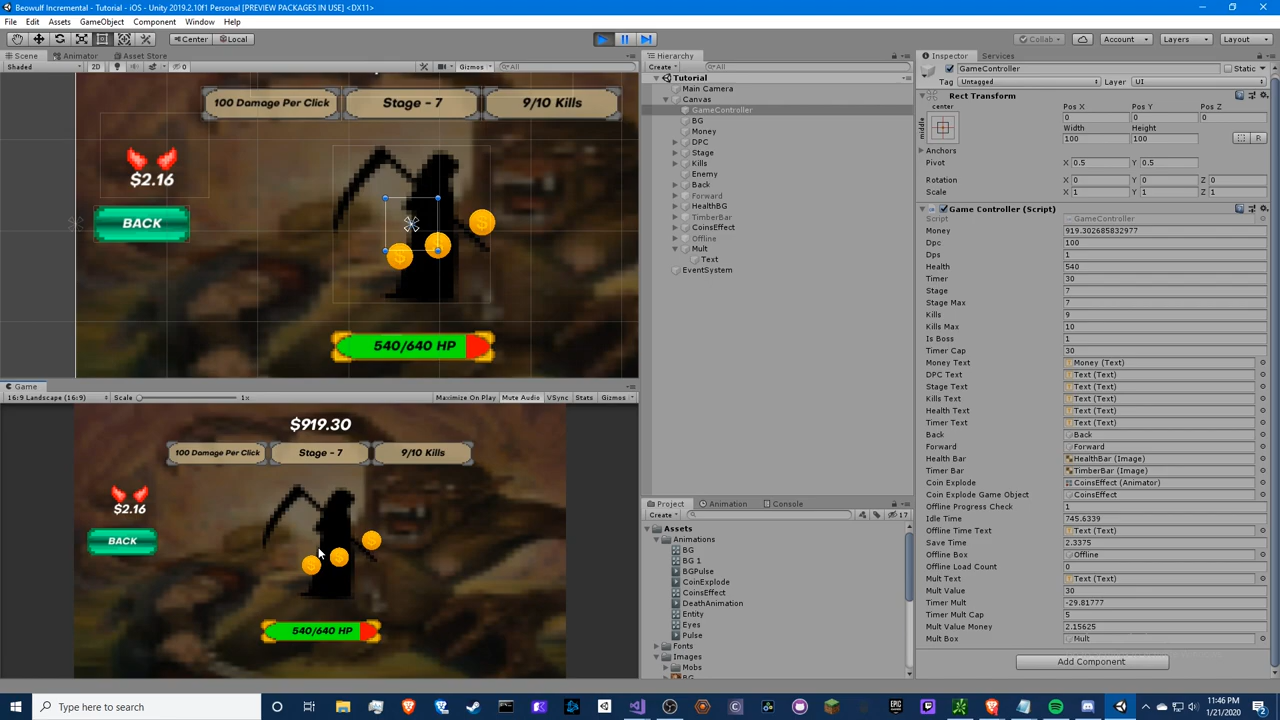 Beowulf Incremental - Tutorial - iOS - Unity 2019.2.10f1 Personal [PREVIEW PACKAGES IN USE] <DX11>
File Edit Assets GameObject Component Window Help
Center Local
Collab Account Layers Layout
Scene Animator Asset Store
Shaded 2D 0 Gizmos All
100 Damage Per Click
Stage - 7
9/10 Kills
$2.16
BACK
540/640 HP
Game
16:9 Landscape (16:9) Scale 1x Maximize On Play Mute Audio VSync Stats Gizmos
$919.30
100 Damage Per Click
Stage - 7
9/10 Kills
$2.16
BACK
540/640 HP
Hierarchy
Create All
Tutorial
Main Camera
Canvas
GameController
BG
Money
DPC
Stage
Kills
Enemy
Back
Forward
HealthBG
TimberBar
CoinsEffect
Offline
Mult
Text
EventSystem
Project Animation Console
Create 17
Assets
Animations
BG
BG 1
BGPulse
CoinExplode
CoinsEffect
DeathAnimation
Entity
Eyes
Pulse
Fonts
Images
Mobs
BG
Inspector Services
GameController Static
Tag Untagged Layer UI
Rect Transform
center Pos X Pos Y Pos Z
middle 0 0 0
Width Height
100 100
R
Anchors
Pivot X 0.5 Y 0.5
Rotation X 0 Y 0 Z 0
Scale X 1 Y 1 Z 1
Game Controller (Script)
Script GameController
Money 919.302685832977
Dpc 100
Dps 1
Health 540
Timer 30
Stage 7
Stage Max 7
Kills 9
Kills Max 10
Is Boss 1
Timer Cap 30
Money Text Money (Text)
DPC Text Text (Text)
Stage Text Text (Text)
Kills Text Text (Text)
Health Text Text (Text)
Timer Text Text (Text)
Back Back
Forward Forward
Health Bar HealthBar (Image)
Timer Bar TimberBar (Image)
Coin Explode CoinsEffect (Animator)
Coin Explode Game Object CoinsEffect
Offline Progress Check 1
Idle Time 745.6339
Offline Time Text Text (Text)
Save Time 2.3375
Offline Box Offline
Offline Load Count 0
Mult Text Text (Text)
Mult Value 30
Timer Mult -29.81777
Timer Mult Cap 5
Mult Value Money 2.15625
Mult Box Mult
Add Component
Type here to search
11:46 PM
1/21/2020